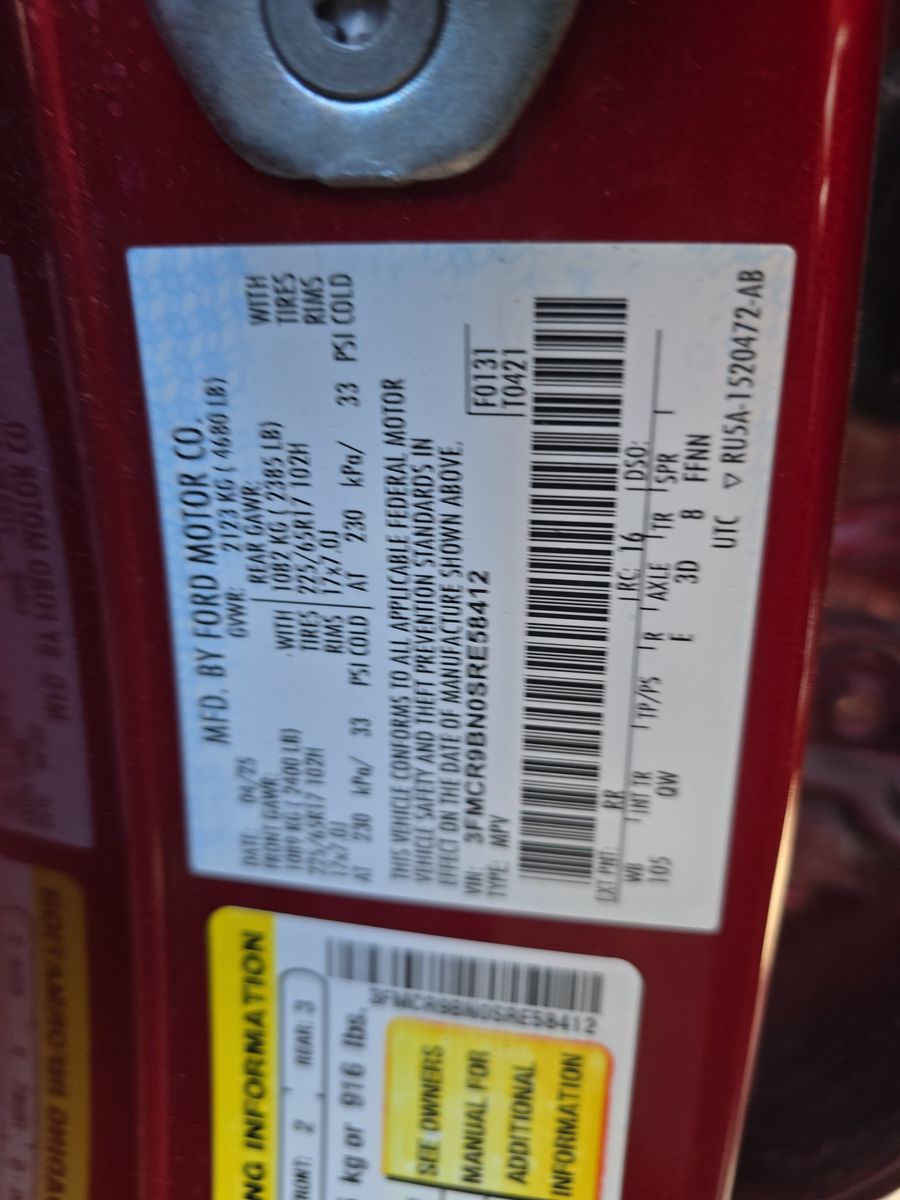 MFD. BY FORD MOTOR CO.
DATE: 04/25 GVWR: 2123 KG ( 4680 LB)
FRONT GAWR: REAR GAWR:
1089 KG ( 2400 LB) WITH 1082 KG ( 2385 LB) WITH
225/65R17 102H TIRES 225/65R17 102H TIRES
17x7.0J RIMS 17x7.0J RIMS
AT 230 kPa/ 33 PSI COLD AT 230 kPa/ 33 PSI COLD
THIS VEHICLE CONFORMS TO ALL APPLICABLE FEDERAL MOTOR
VEHICLE SAFETY AND THEFT PREVENTION STANDARDS IN
EFFECT ON THE DATE OF MANUFACTURE SHOWN ABOVE.
VIN: 3FMCR9BN0SRE58412 F0131
TYPE: MPV T0421
EXT PNT: RR RC: 16 DSO:
WB INT TR TP/PS R AXLE TR SPR
105 QW E 3D 8 FFNN
UTC ▽ RU5A-1520472-AB
NG INFORMATION
FRONT: 2 REAR: 3
kg or 916 lbs.
3FMCR9BN0SRE58412
SEE OWNERS
MANUAL FOR
ADDITIONAL
INFORMATION